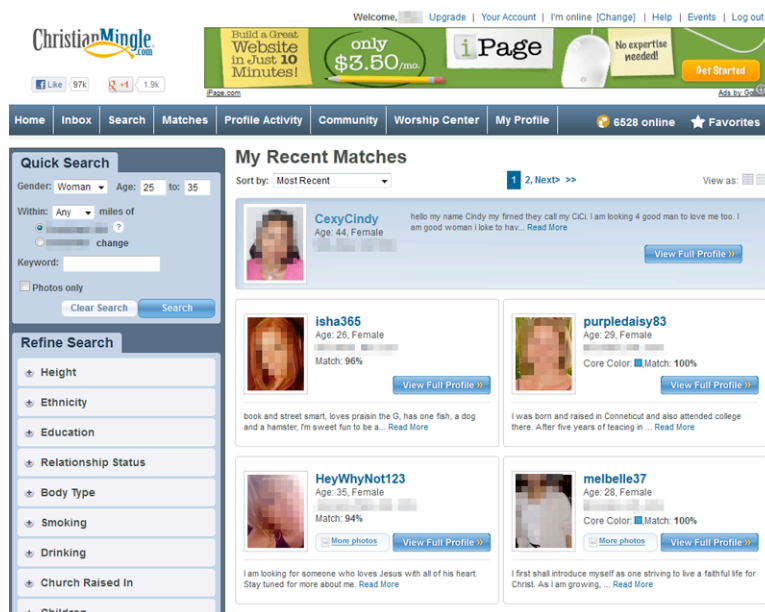 Welcome, Upgrade | Your Account | I'm online [Change] | Help | Events | Log out
ChristianMingle.com
Like 97k
+1 1.9k
Build a Great
Website
in Just 10
Minutes!
only
$3.50/mo.
iPage
No expertise
needed!
Get Started
iPage.com
Ads by Go
Home Inbox Search Matches Profile Activity Community Worship Center My Profile 6528 online Favorites
Quick Search
Gender: Woman Age: 25 to: 35
Within: Any miles of
?
change
Keyword:
Photos only
Clear Search Search
Refine Search
Height
Ethnicity
Education
Relationship Status
Body Type
Smoking
Drinking
Church Raised In
Children
My Recent Matches
Sort by: Most Recent 1 2, Next> >> View as:
CexyCindy
Age: 44, Female
hello my name Cindy my firned they call my CiCi. I am looking 4 good man to love me too. I
am good woman i loke to hav... Read More
View Full Profile »
isha365
Age: 26, Female
Match: 96%
View Full Profile »
book and street smart, loves praisin the G, has one fish, a dog
and a hamster, I'm sweet fun to be a... Read More
purpledaisy83
Age: 29, Female
Core Color: Match: 100%
View Full Profile »
I was born and raised in Conneticut and also attended college
there. After five years of teacing in ... Read More
HeyWhyNot123
Age: 35, Female
Match: 94%
More photos View Full Profile »
I am looking for someone who loves Jesus with all of his heart.
Stay tuned for more about me. Read More
melbelle37
Age: 28, Female
Core Color: Match: 100%
More photos View Full Profile »
I first shall introduce myself as one striving to live a faithful life for
Christ. As I am growing, ... Read More